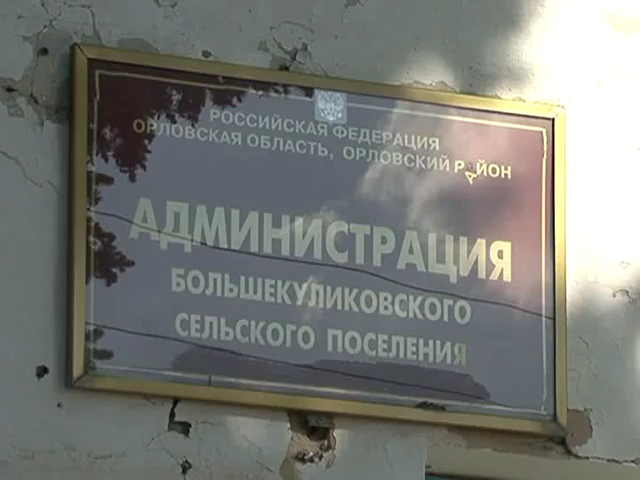 РОССИЙСКАЯ ФЕДЕРАЦИЯ
ОРЛОВСКАЯ ОБЛАСТЬ, ОРЛОВСКИЙ РАЙОН
АДМИНИСТРАЦИЯ
БОЛЬШЕКУЛИКОВСКОГО
СЕЛЬСКОГО ПОСЕЛЕНИЯ